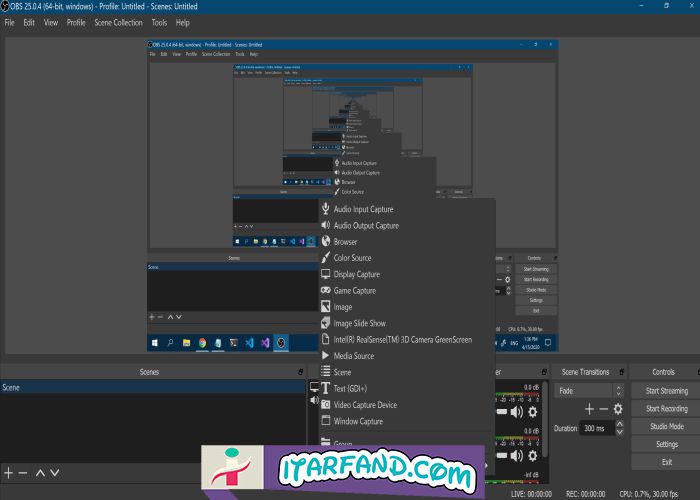 OBS 25.0.4 (64-bit, windows) - Profile: Untitled - Scenes: Untitled
File Edit View Profile Scene Collection Tools Help
OBS 25.0.4 (64-bit, windows) - Profile: Untitled - Scenes: Untitled
File Edit View Profile Scene Collection Tools Help
Audio Input Capture
Audio Output Capture
Browser
Color Source
Audio Input Capture
Audio Output Capture
Browser
Color Source
Display Capture
Game Capture
Image
Image Slide Show
Intel(R) RealSense(TM) 3D Camera GreenScreen
Media Source
Scene
Text (GDI+)
Video Capture Device
Window Capture
Group
Scenes
Scene
Controls
Start Streaming
Start Recording
Studio Mode
Settings
Exit
CPU: 0.7%, 30.00 fps
1:36 PM
4/15/2020
Scenes
Scene
0.0 dB
0.0 dB
-inf dB
Scene Transitions
Fade
Duration 300 ms
Controls
Start Streaming
Start Recording
Studio Mode
Settings
Exit
ITARFAND.COM
LIVE: 00:00:00 REC: 00:00:00 CPU: 0.7%, 30.00 fps